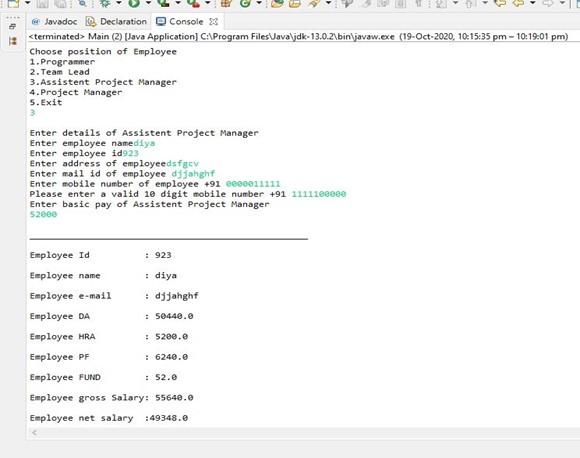 @ Javadoc Declaration Console
<terminated> Main (2) [Java Application] C:\Program Files\Java\jdk-13.0.2\bin\javaw.exe (19-Oct-2020, 10:15:35 pm – 10:19:01 pm)
Choose position of Employee
1.Programmer
2.Team Lead
3.Assistent Project Manager
4.Project Manager
5.Exit
3
Enter details of Assistent Project Manager
Enter employee namediya
Enter employee id923
Enter address of employeedsfgcv
Enter mail id of employee djjahghf
Enter mobile number of employee +91 0000011111
Please enter a valid 10 digit mobile number +91 1111100000
Enter basic pay of Assistent Project Manager
52000
Employee Id : 923
Employee name : diya
Employee e-mail : djjahghf
Employee DA : 50440.0
Employee HRA : 5200.0
Employee PF : 6240.0
Employee FUND : 52.0
Employee gross Salary: 55640.0
Employee net salary :49348.0